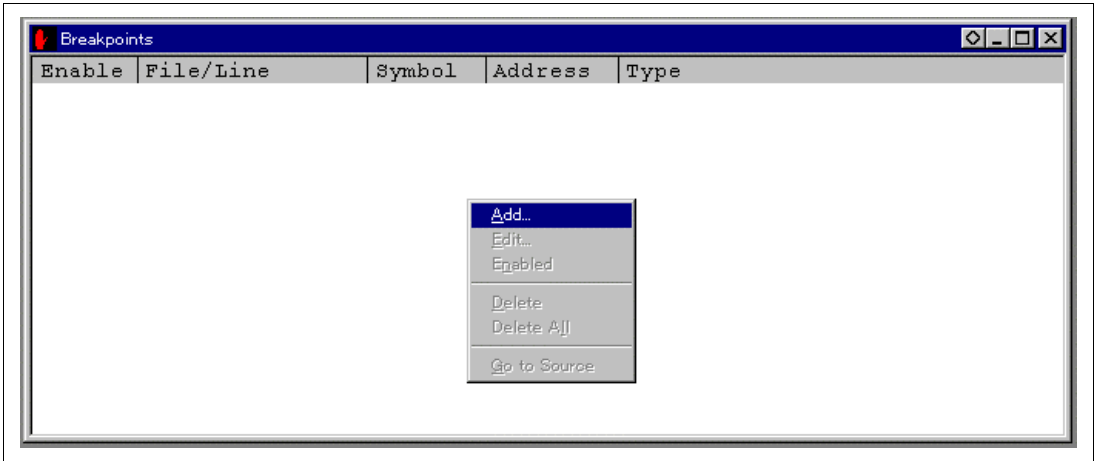 Breakpoints
Enable File/Line Symbol Address Type
Add...
Edit...
Enabled
Delete
Delete All
Go to Source